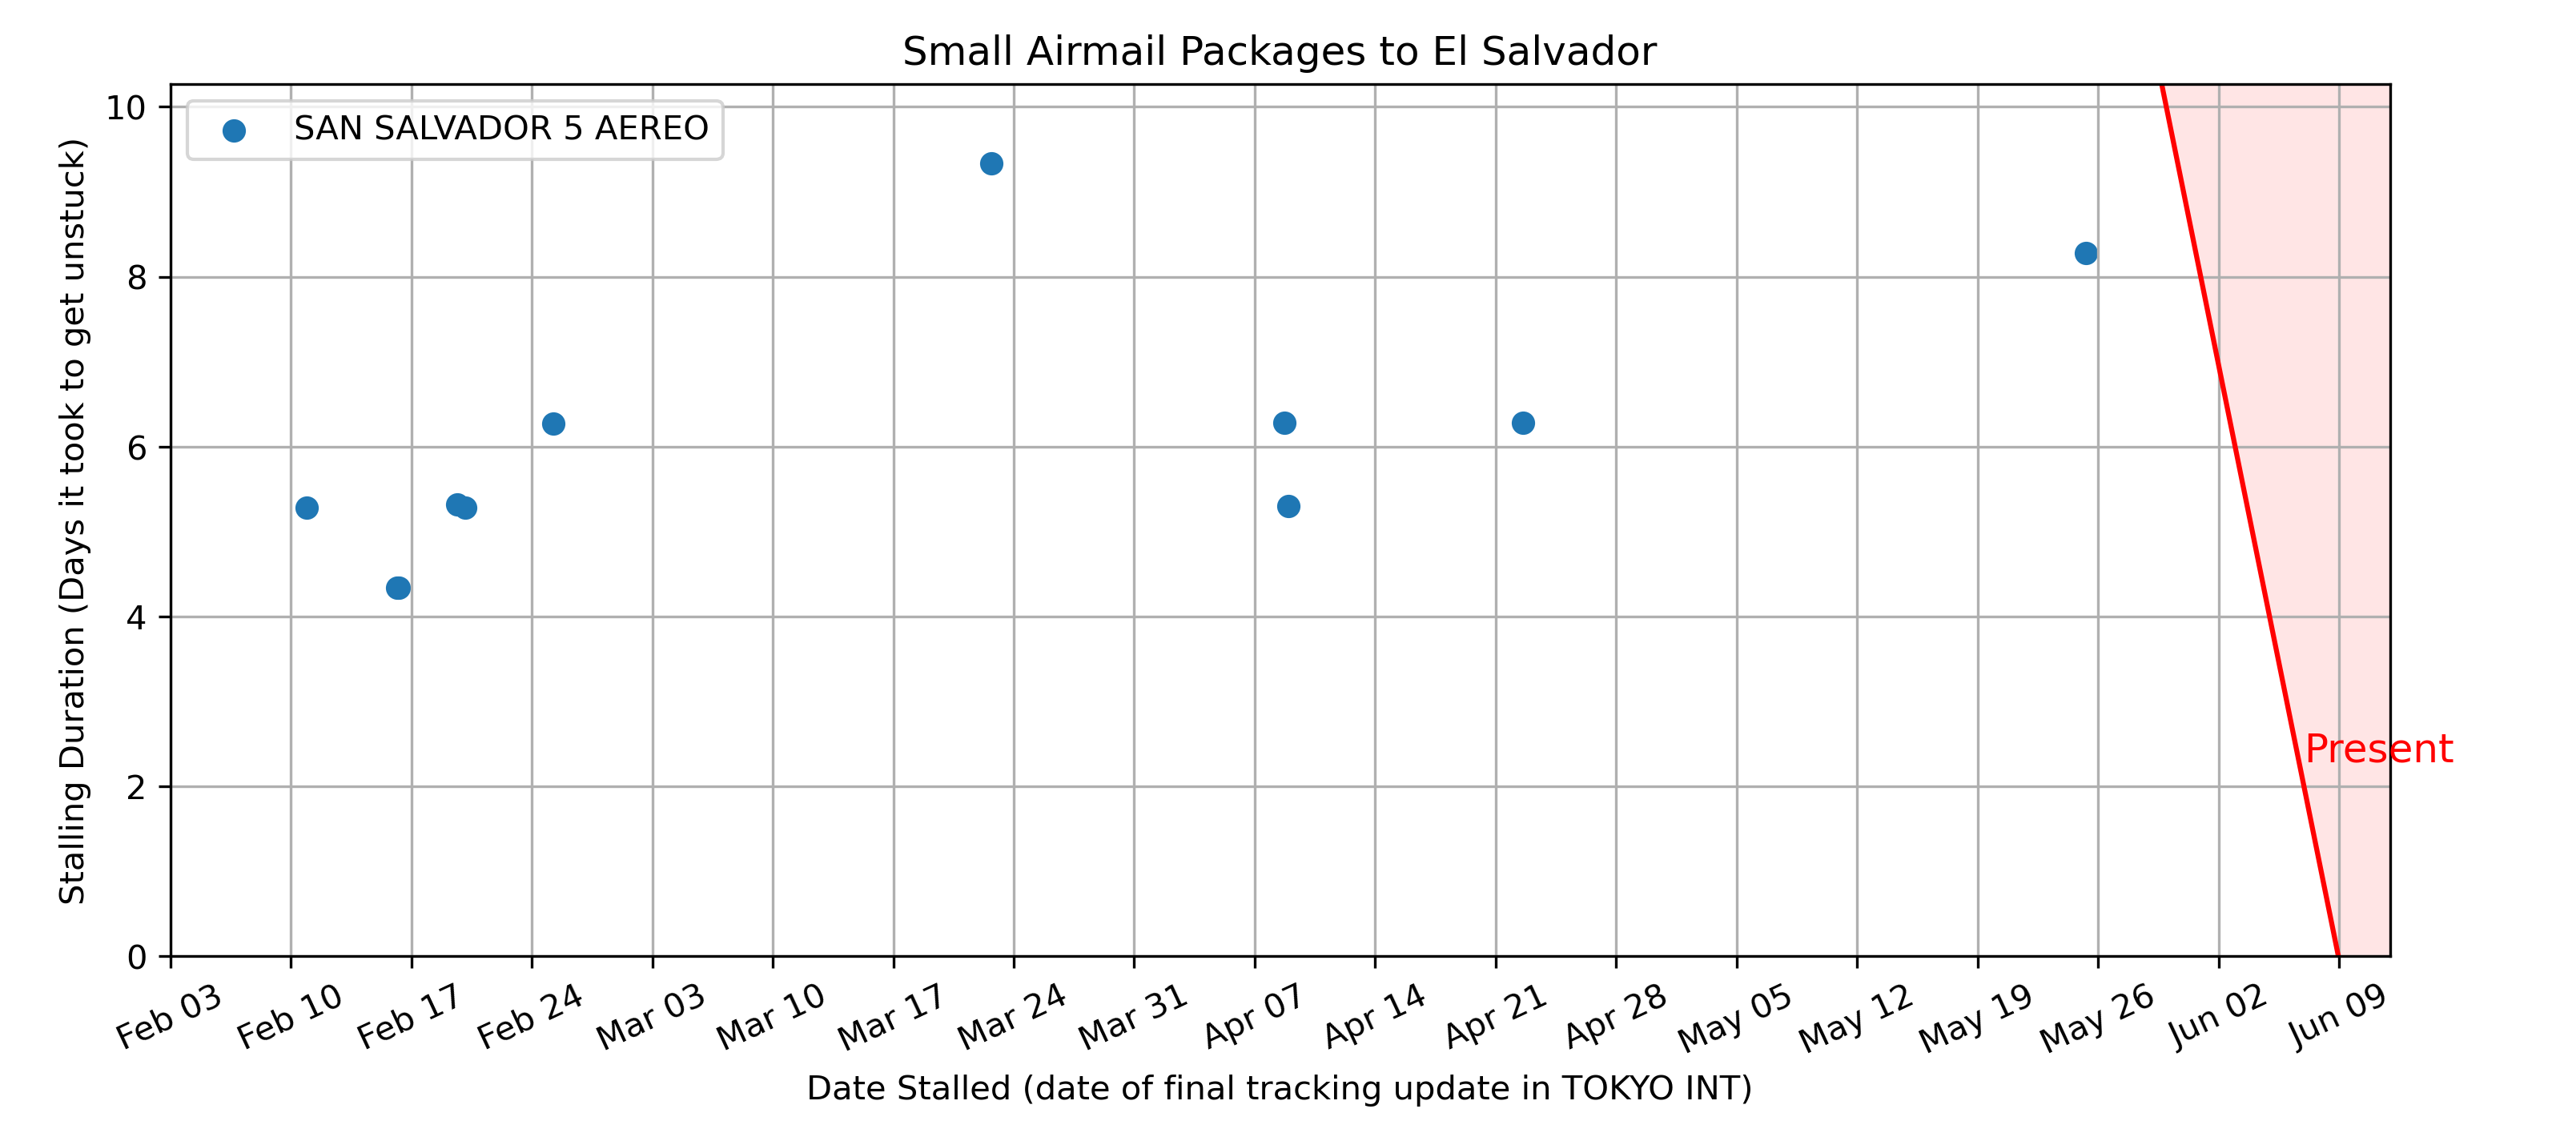 Small Airmail Packages to El Salvador
SAN SALVADOR 5 AEREO
Stalling Duration (Days it took to get unstuck)
10
8
6
4
2
0
Present
Feb 03
Feb 10
Feb 17
Feb 24
Mar 03
Mar 10
Mar 17
Mar 24
Mar 31
Apr 07
Apr 14
Apr 21
Apr 28
May 05
May 12
May 19
May 26
Jun 02
Jun 09
Date Stalled (date of final tracking update in TOKYO INT)